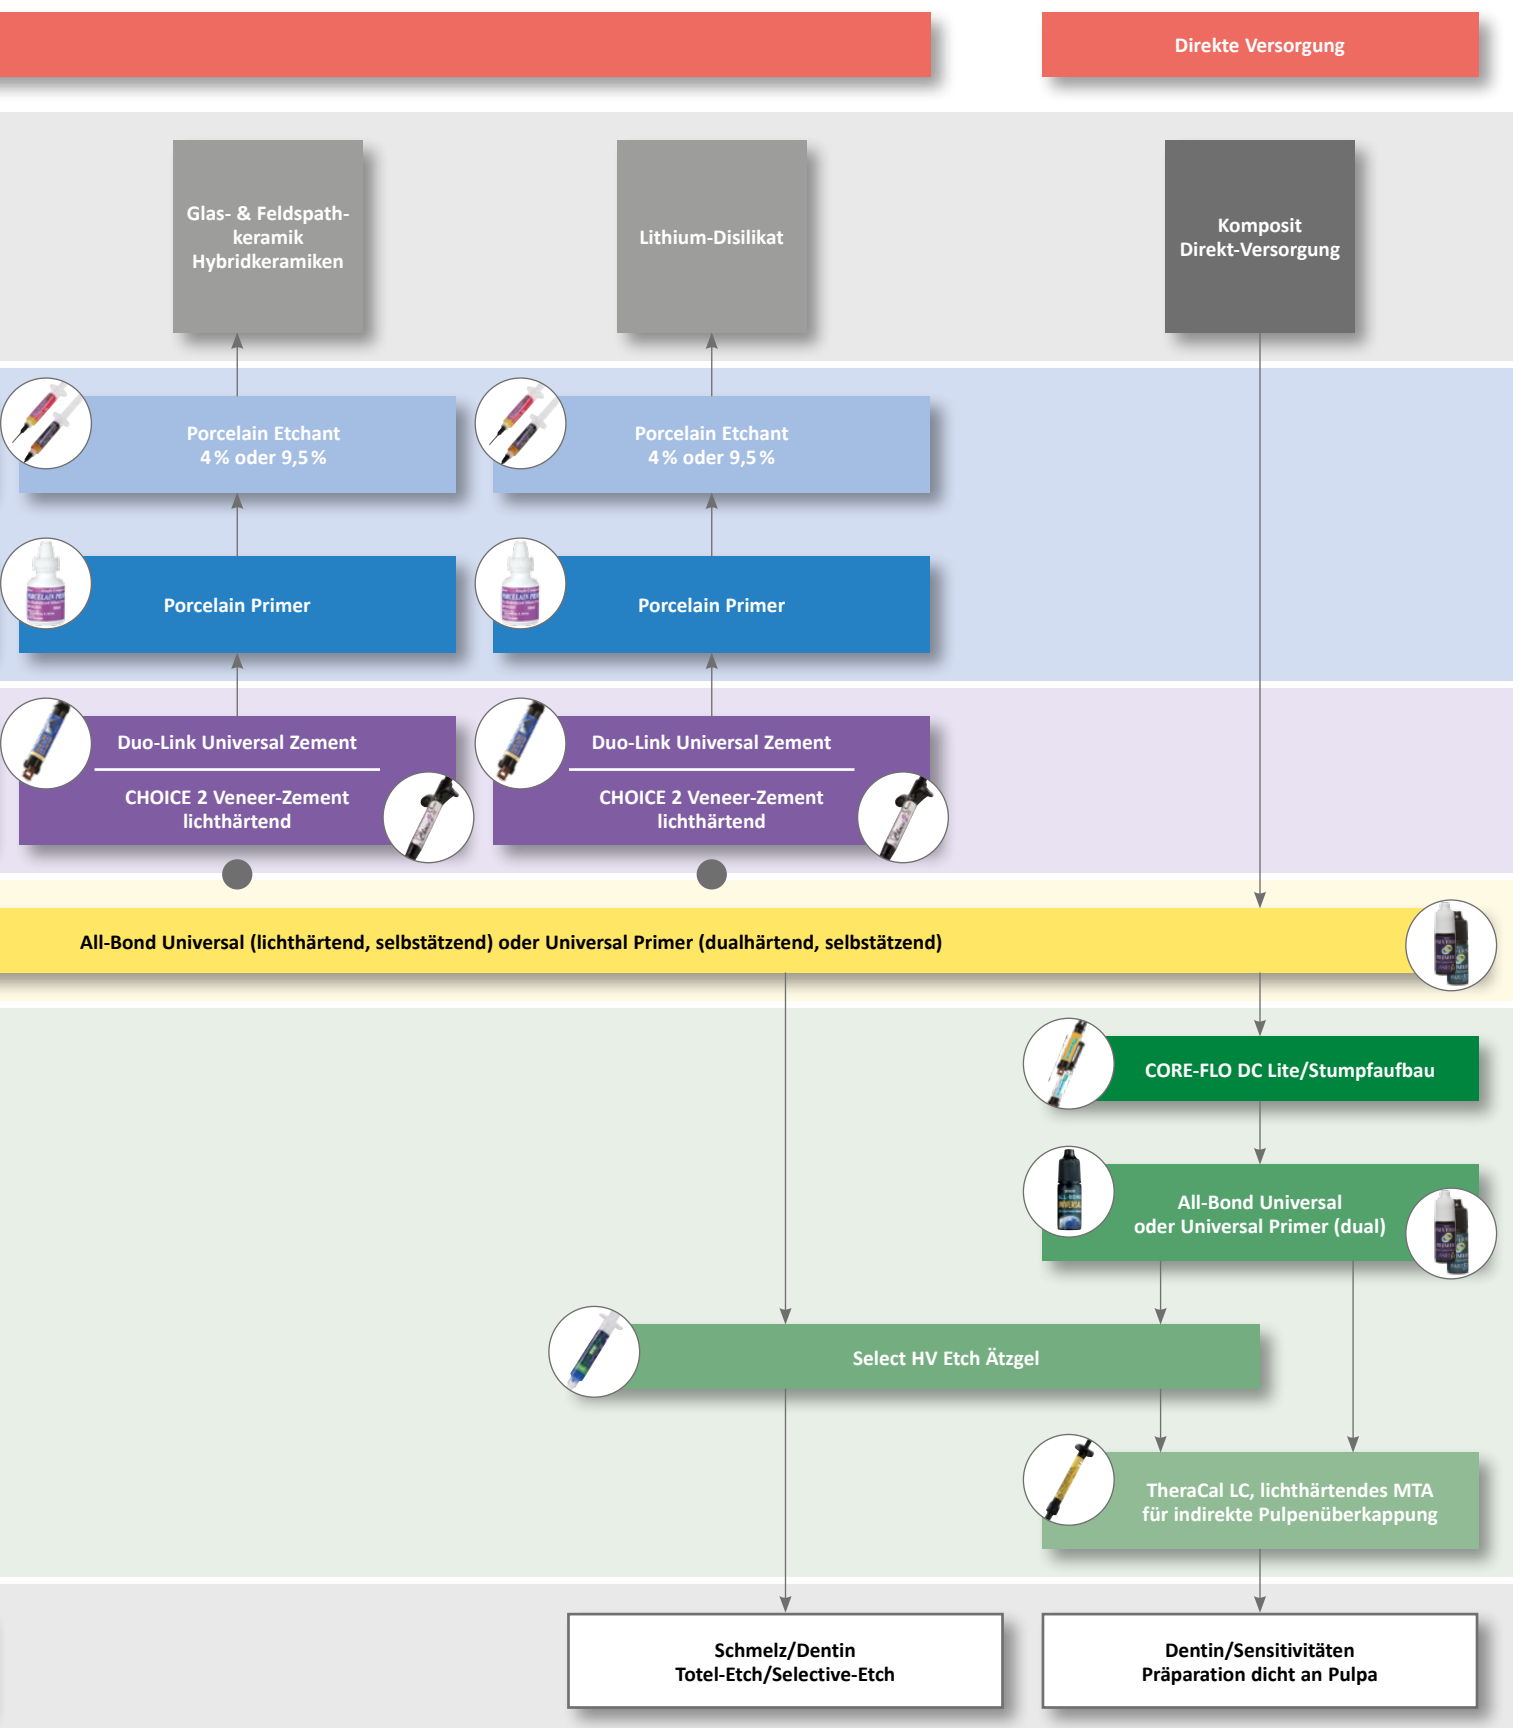 Direkte Versorgung
Glas- & Feldspath-
keramik
Hybridkeramiken
Lithium-Disilikat
Komposit
Direkt-Versorgung
Porcelain Etchant
4 % oder 9,5 %
Porcelain Etchant
4 % oder 9,5 %
Porcelain Primer
Porcelain Primer
Duo-Link Universal Zement
CHOICE 2 Veneer-Zement
lichthärtend
Duo-Link Universal Zement
CHOICE 2 Veneer-Zement
lichthärtend
All-Bond Universal (lichthärtend, selbstätzend) oder Universal Primer (dualhärtend, selbstätzend)
CORE-FLO DC Lite/Stumpfaufbau
All-Bond Universal
oder Universal Primer (dual)
Select HV Etch Ätzgel
TheraCal LC, lichthärtendes MTA
für indirekte Pulpenüberkappung
Schmelz/Dentin
Totel-Etch/Selective-Etch
Dentin/Sensitivitäten
Präparation dicht an Pulpa